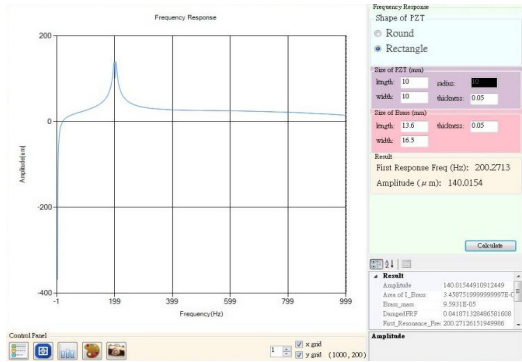 Frequency Response
200
0
-200
-400
-1
199
399
599
799
999
Amplitude(um)
Frequency(Hz)
Frequency Response
Shape of PZT
Round
Rectangle
Size of PZT (mm)
length: 10 radius: 10
width: 10 thickness: 0.05
Size of Brass (mm)
length: 13.6 thickness: 0.05
width: 16.5
Result
First Response Freq (Hz): 200.2713
Amplitude (μ m): 140.0154
Calculate
Result
Amplitude 140.01544910912449
Area of I_Brass
Brass_mass 9.5931E-05
DampedFRF 0.041871320486581608
First_Resonance_Fre 200.27126151949986
Amplitude
Control Panel
1 x grid
y grid (1000, 200)